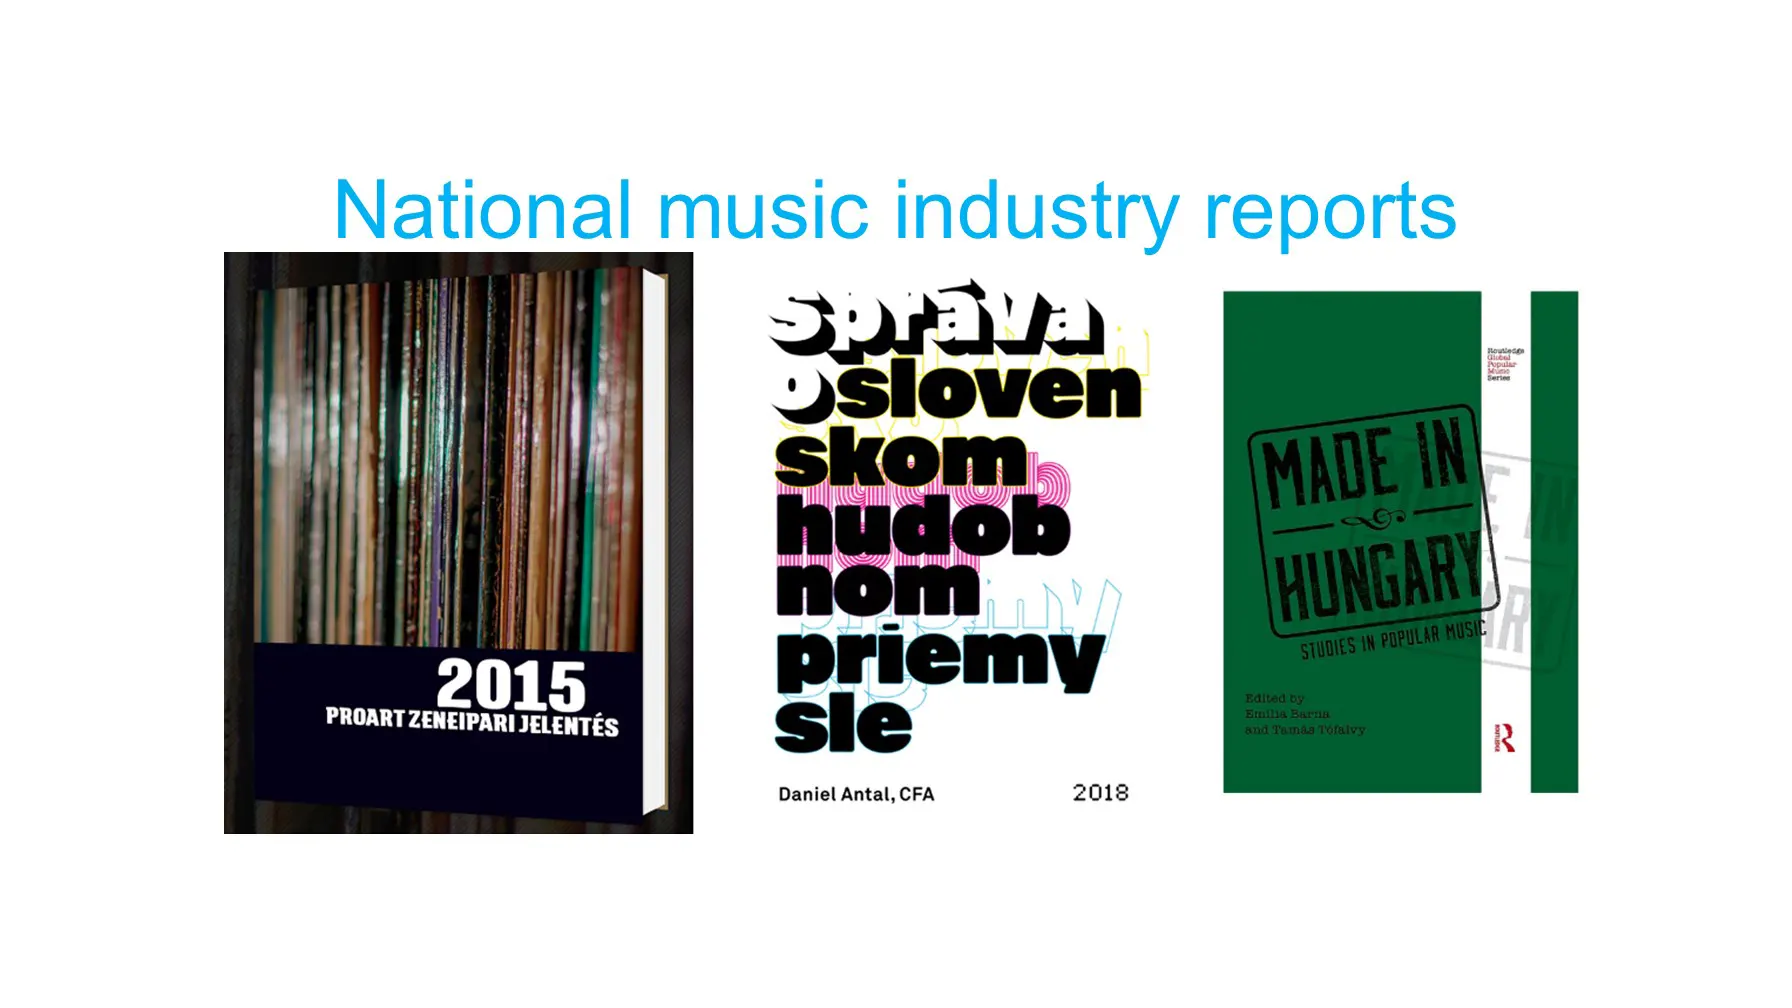 National music industry reports
2015
PROART ZENEIPARI JELENTÉS
správa
o sloven
skom
hudob
nom
priemy
sle
Daniel Antal, CFA
2018
Routledge
Global
Popular
Music
Series
MADE IN
HUNGARY
STUDIES IN POPULAR MUSIC
Edited by
Emília Barna
and Tamás Tófalvy
ROUTLEDGE